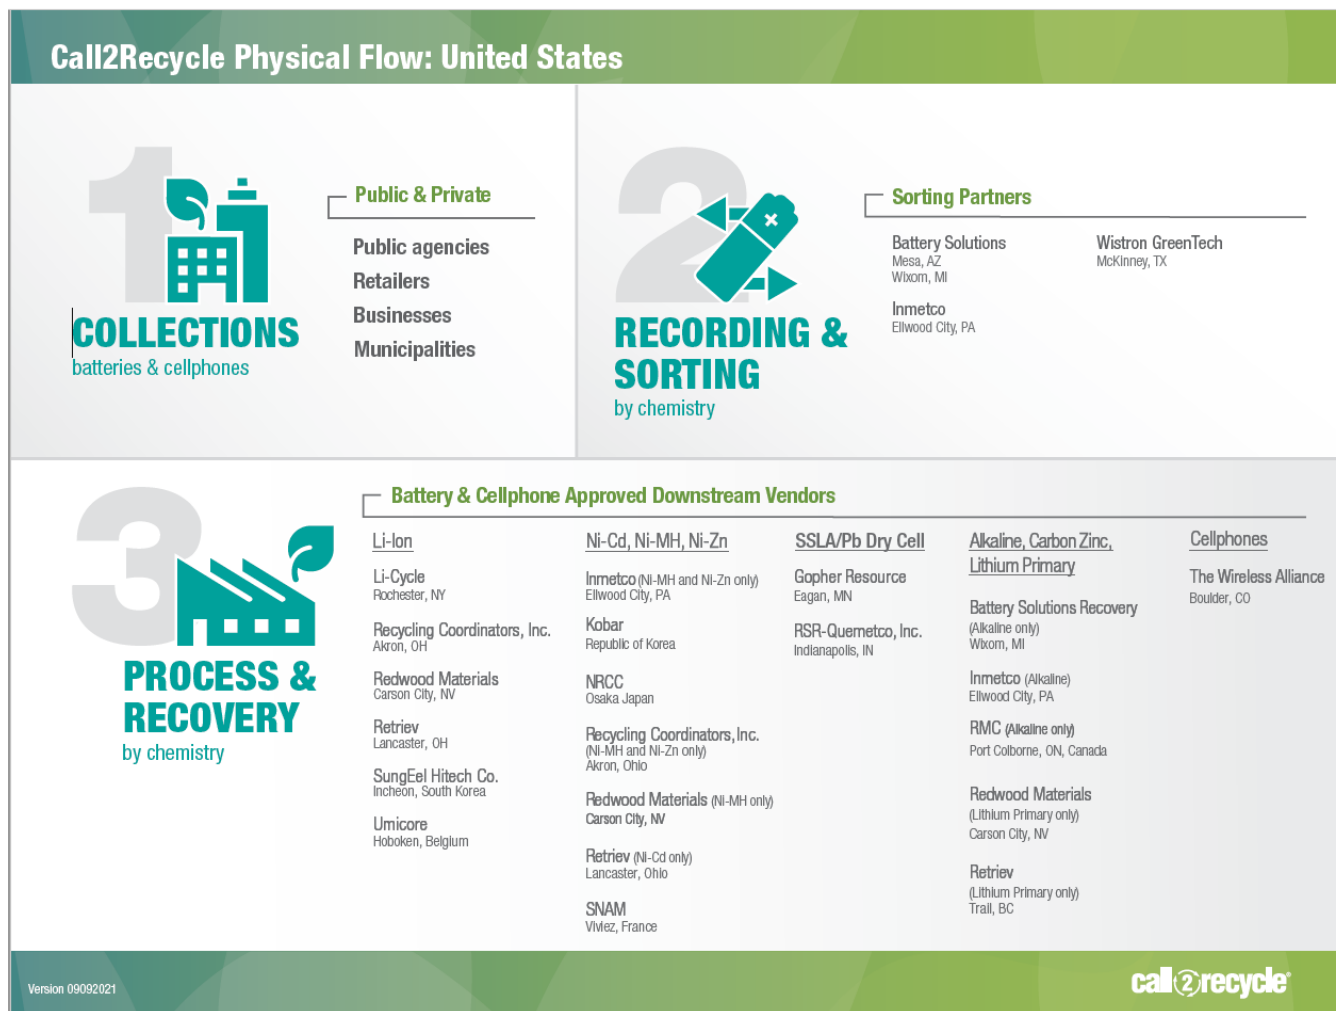 Call2Recycle Physical Flow: United States
1
COLLECTIONS
batteries & cellphones
Public & Private
Public agencies
Retailers
Businesses
Municipalities
2
RECORDING &
SORTING
by chemistry
Sorting Partners
Battery Solutions
Mesa, AZ
Wixom, MI
Inmetco
Ellwood City, PA
Wistron GreenTech
McKinney, TX
3
PROCESS &
RECOVERY
by chemistry
Battery & Cellphone Approved Downstream Vendors
Li-Ion
Li-Cycle
Rochester, NY
Recycling Coordinators, Inc.
Akron, OH
Redwood Materials
Carson City, NV
Retriev
Lancaster, OH
SungEel Hitech Co.
Incheon, South Korea
Umicore
Hoboken, Belgium
Ni-Cd, Ni-MH, Ni-Zn
Inmetco (Ni-MH and Ni-Zn only)
Ellwood City, PA
Kobar
Republic of Korea
NRCC
Osaka Japan
Recycling Coordinators, Inc.
(Ni-MH and Ni-Zn only)
Akron, Ohio
Redwood Materials (Ni-MH only)
Carson City, NV
Retriev (Ni-Cd only)
Lancaster, Ohio
SNAM
Viviez, France
SSLA/Pb Dry Cell
Gopher Resource
Eagan, MN
RSR-Quemetco, Inc.
Indianapolis, IN
Alkaline, Carbon Zinc,
Lithium Primary
Battery Solutions Recovery
(Alkaline only)
Wixom, MI
Inmetco (Alkaline)
Ellwood City, PA
RMC (Alkaline only)
Port Colborne, ON, Canada
Redwood Materials
(Lithium Primary only)
Carson City, NV
Retriev
(Lithium Primary only)
Trail, BC
Cellphones
The Wireless Alliance
Boulder, CO
Version 09092021
call2recycle®